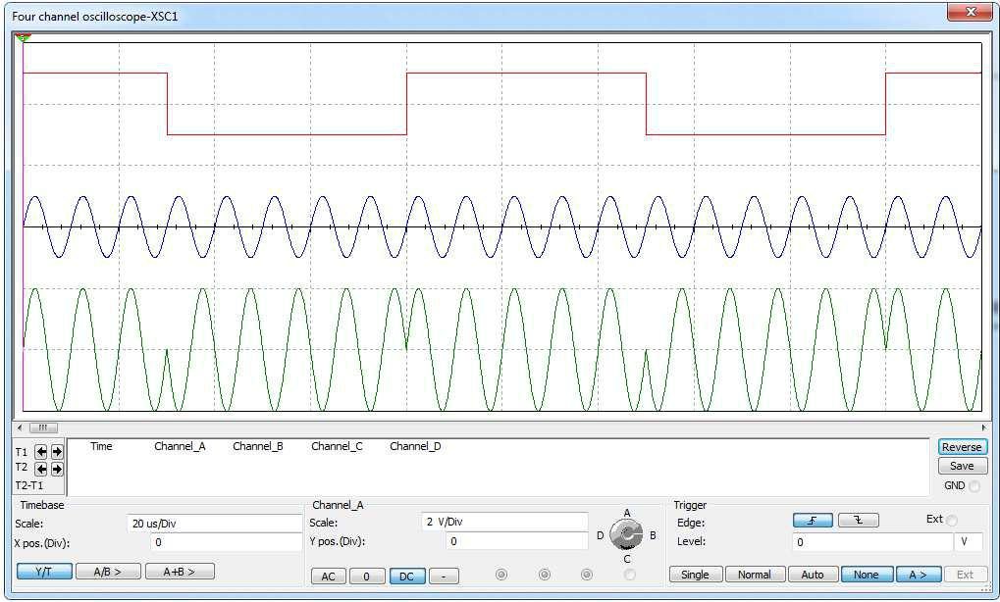 Four channel oscilloscope-XSC1
Time Channel_A Channel_B Channel_C Channel_D
T1
T2
T2-T1
Reverse
Save
GND
Timebase
Scale: 20 us/Div
X pos.(Div): 0
Y/T A/B > A+B >
Channel_A
Scale: 2 V/Div
Y pos.(Div): 0
AC 0 DC -
A
D B
C
Trigger
Edge: Ext
Level: 0 V
Single Normal Auto None A > Ext